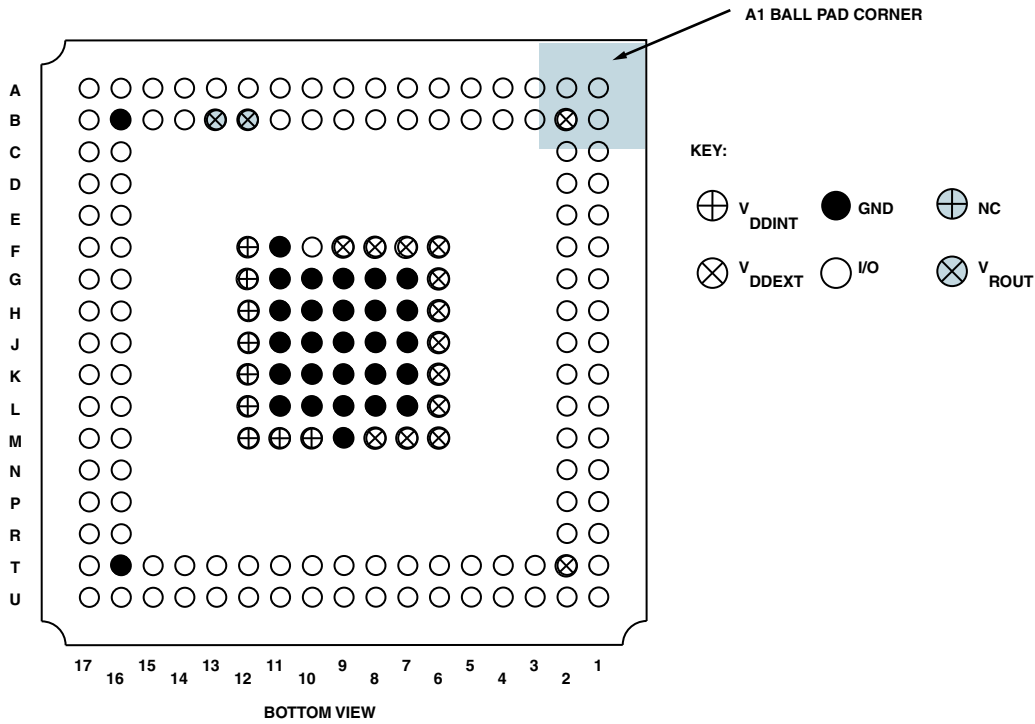 A1 BALL PAD CORNER
A
B
C
D
E
F
G
H
J
K
L
M
N
P
R
T
U
KEY:
VDDINT
GND
NC
VDDEXT
I/O
VROUT
17 16 15 14 13 12 11 10 9 8 7 6 5 4 3 2 1
BOTTOM VIEW